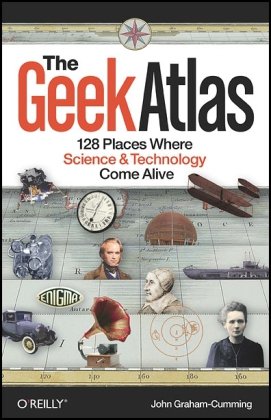 The
Geek Atlas
128 Places Where
Science & Technology
Come Alive
ENIGMA
O'REILLY®
John Graham-Cumming